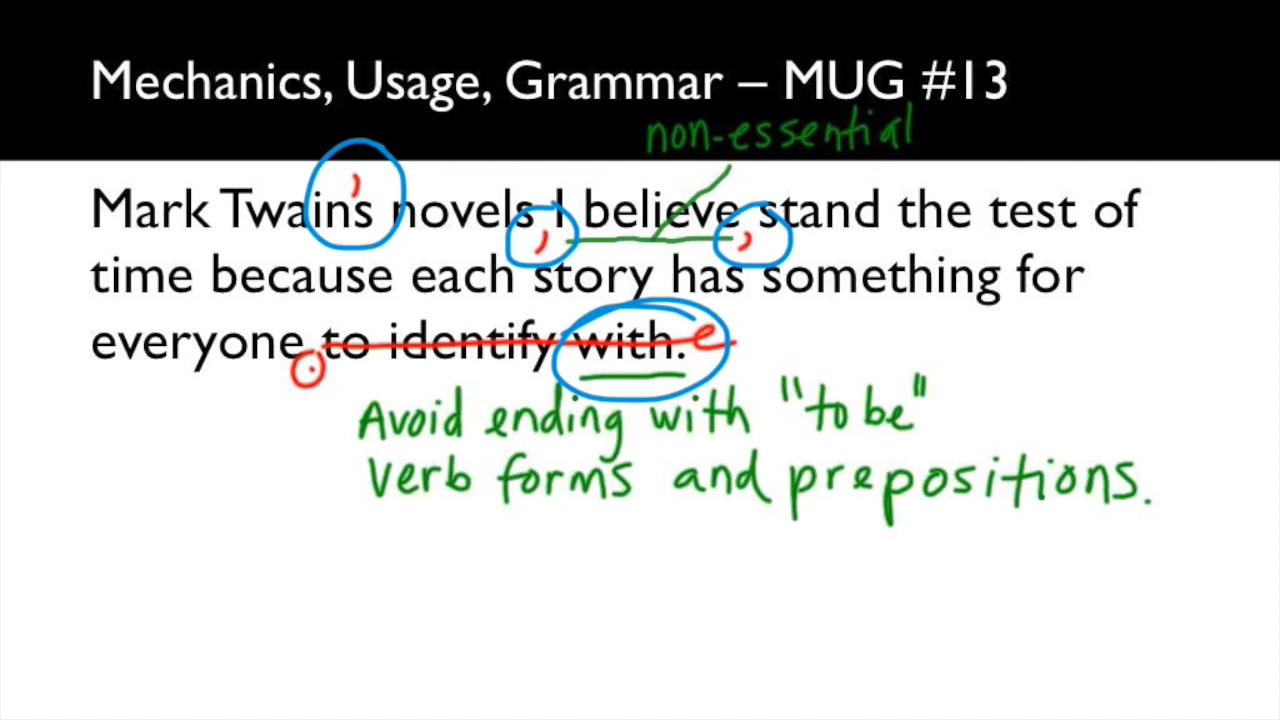 Mechanics, Usage, Grammar – MUG #13
non-essential
Mark Twain's novels, I believe, stand the test of
time because each story has something for
everyone. to identify with.
Avoid ending with "to be"
verb forms and prepositions.